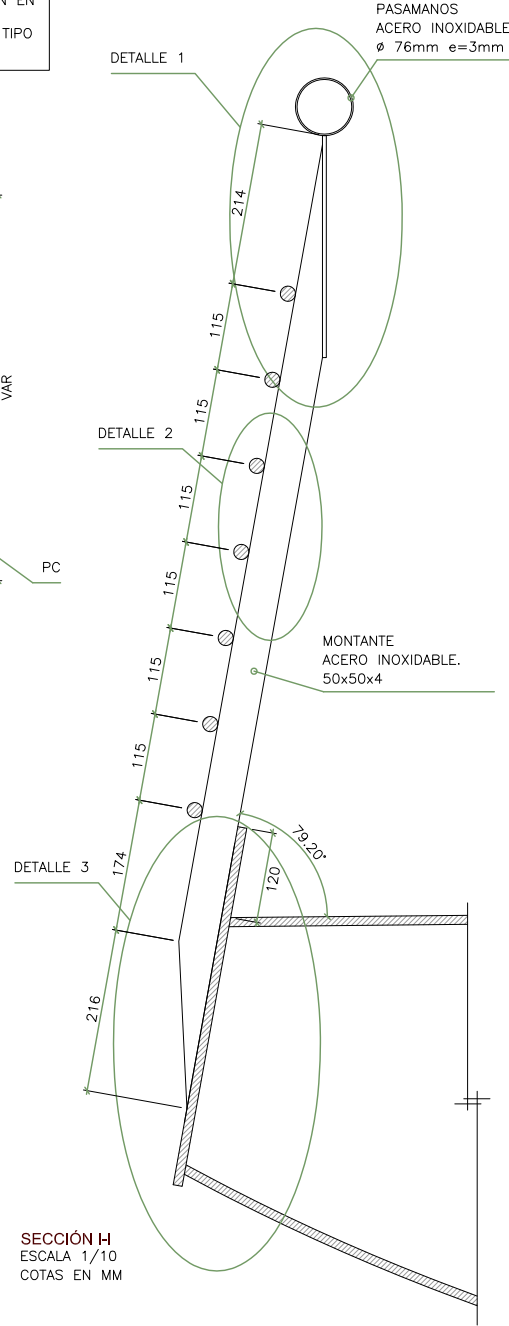 EN
TIPO
PASAMANOS
ACERO INOXIDABLE
ø 76mm e=3mm
DETALLE 1
214
115
115
VAR
DETALLE 2
115
115
PC
115
MONTANTE
ACERO INOXIDABLE.
50x50x4
115
79.20°
174
120
DETALLE 3
216
SECCIÓN I-I
ESCALA 1/10
COTAS EN MM